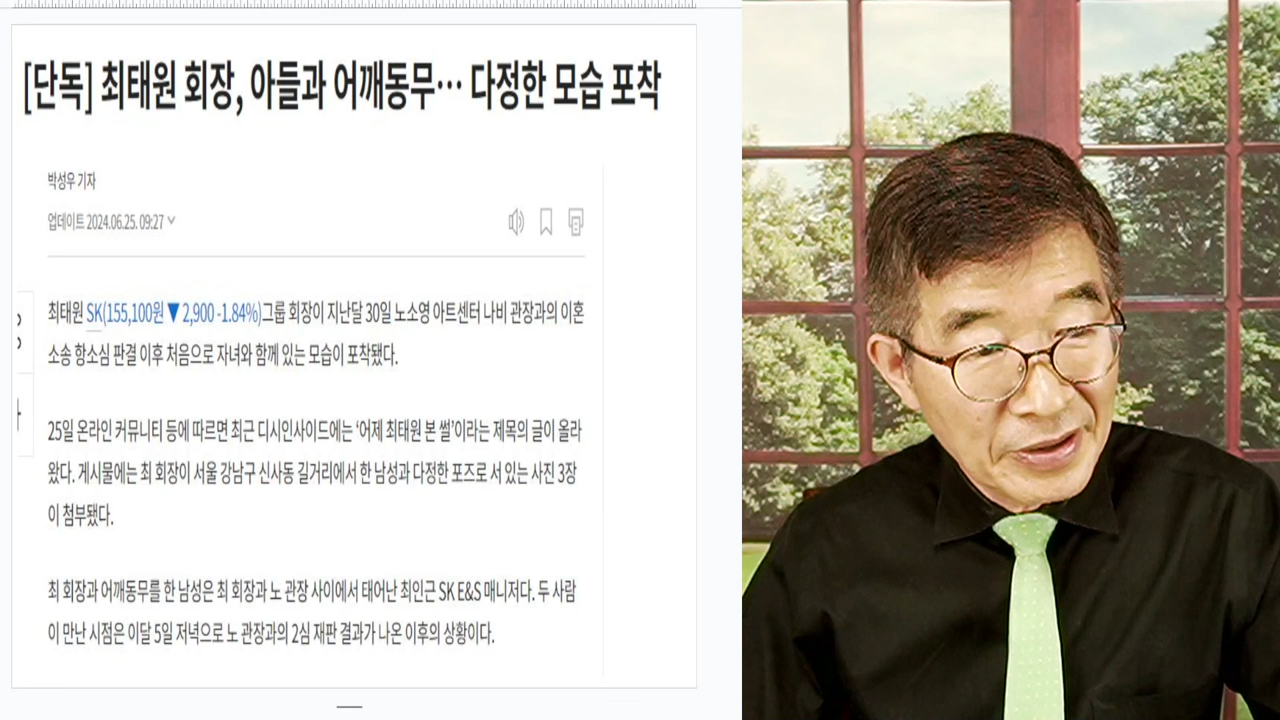 [단독] 최태원 회장, 아들과 어깨동무… 다정한 모습 포착
박성우 기자
업데이트 2024.06.25. 09:27
최태원 SK(155,100원▼2,900 -1.84%)그룹 회장이 지난달 30일 노소영 아트센터 나비 관장과의 이혼
소송 항소심 판결 이후 처음으로 자녀와 함께 있는 모습이 포착됐다.
25일 온라인 커뮤니티 등에 따르면 최근 디시인사이드에는 ‘어제 최태원 본 썰’이라는 제목의 글이 올라
왔다. 게시물에는 최 회장이 서울 강남구 신사동 길거리에서 한 남성과 다정한 포즈로 서 있는 사진 3장
이 첨부됐다.
최 회장과 어깨동무를 한 남성은 최 회장과 노 관장 사이에서 태어난 최인근 SK E&S 매니저다. 두 사람
이 만난 시점은 이달 5일 저녁으로 노 관장과의 2심 재판 결과가 나온 이후의 상황이다.